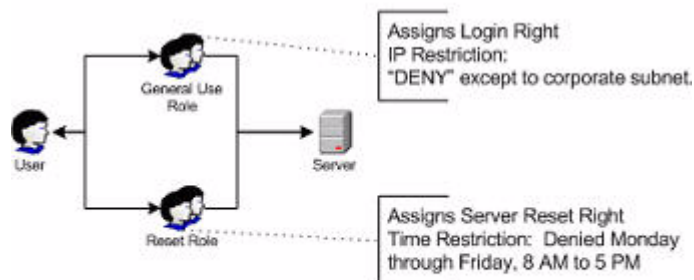 Assigns Login Right
IP Restriction:
"DENY" except to corporate subnet.
General Use
Role
User
Server
Reset Role
Assigns Server Reset Right
Time Restriction: Denied Monday
through Friday, 8 AM to 5 PM